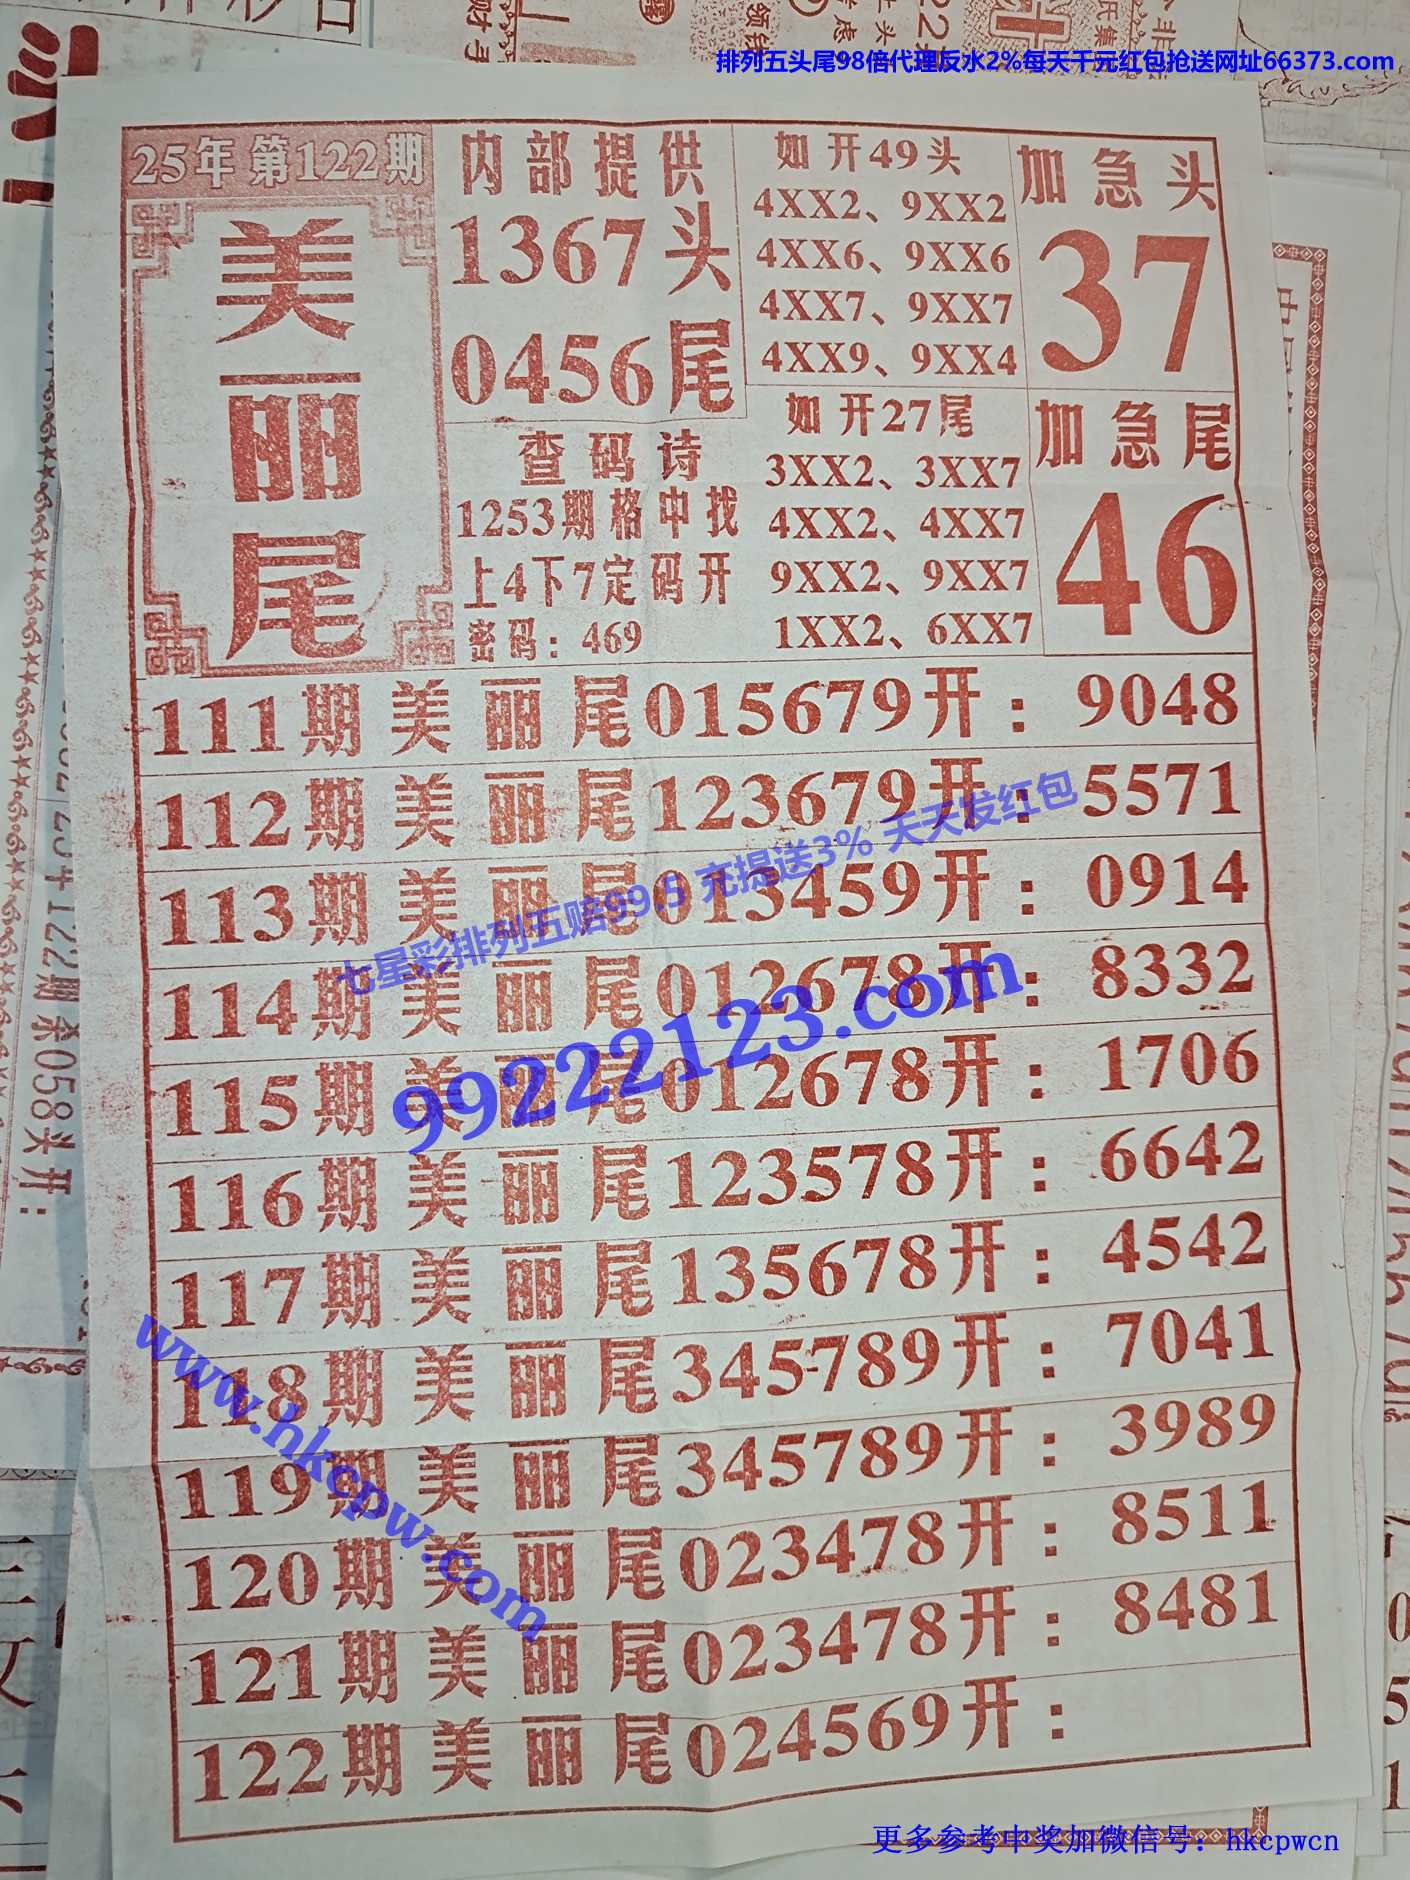 排列五头尾98倍代理反水2%每天千元红包抢送网址66373.com
25年 第122期
美丽尾
内部提供
1367头
0456尾
查码诗
1253期格中找
上4下7定码开
密码：469
如开49头
4XX2、9XX2
4XX6、9XX6
4XX7、9XX7
4XX9、9XX4
如开27尾
3XX2、3XX7
4XX2、4XX7
9XX2、9XX7
1XX2、6XX7
加急头
37
加急尾
46
111期美丽尾015679开：9048
112期美丽尾123679开：5571
113期美丽尾013459开：0914
114期美丽尾012678开：8332
115期美丽尾012678开：1706
116期美丽尾123578开：6642
117期美丽尾135678开：4542
118期美丽尾345789开：7041
119期美丽尾345789开：3989
120期美丽尾023478开：8511
121期美丽尾023478开：8481
122期美丽尾024569开：
七星彩排列五赔99.5 充提送3% 天天发红包
99222123.com
www.hkcpw.com
122期杀058头开：
更多参考中奖加微信号：hkcpwcn